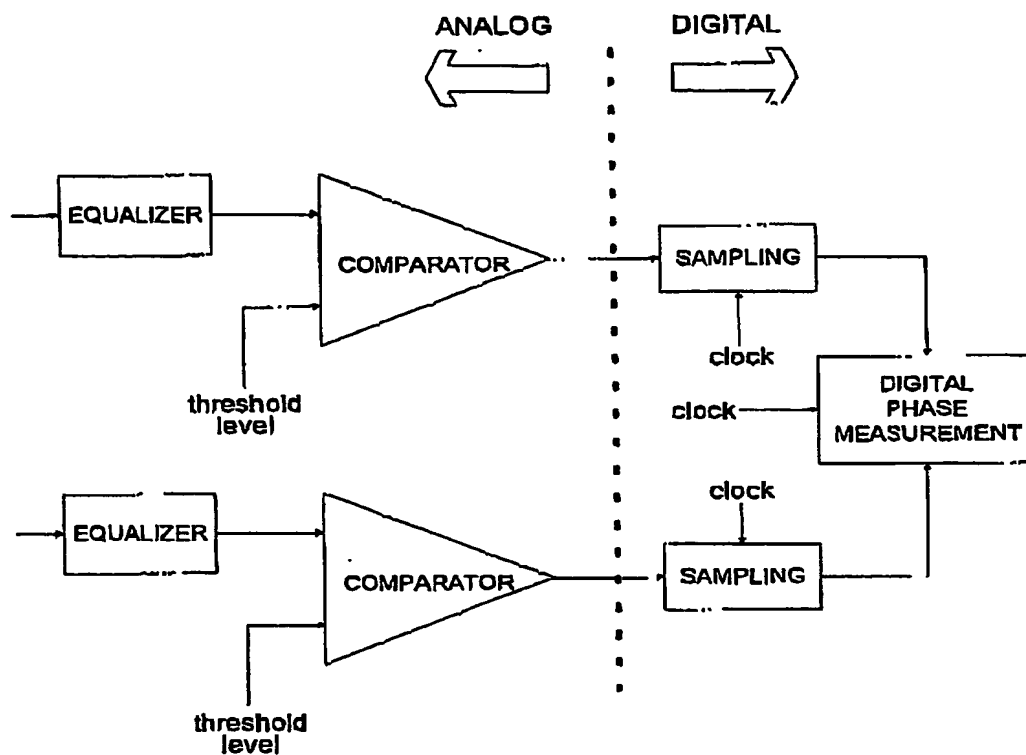 ANALOG
DIGITAL
EQUALIZER
COMPARATOR
SAMPLING
clock
threshold
level
clock
DIGITAL
PHASE
MEASUREMENT
clock
EQUALIZER
COMPARATOR
SAMPLING
threshold
level